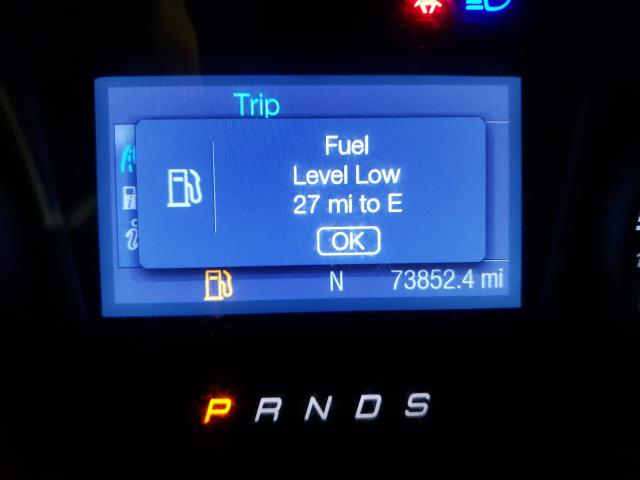 Trip
Fuel
Level Low
27 mi to E
OK
N 73852.4 mi
P R N D S